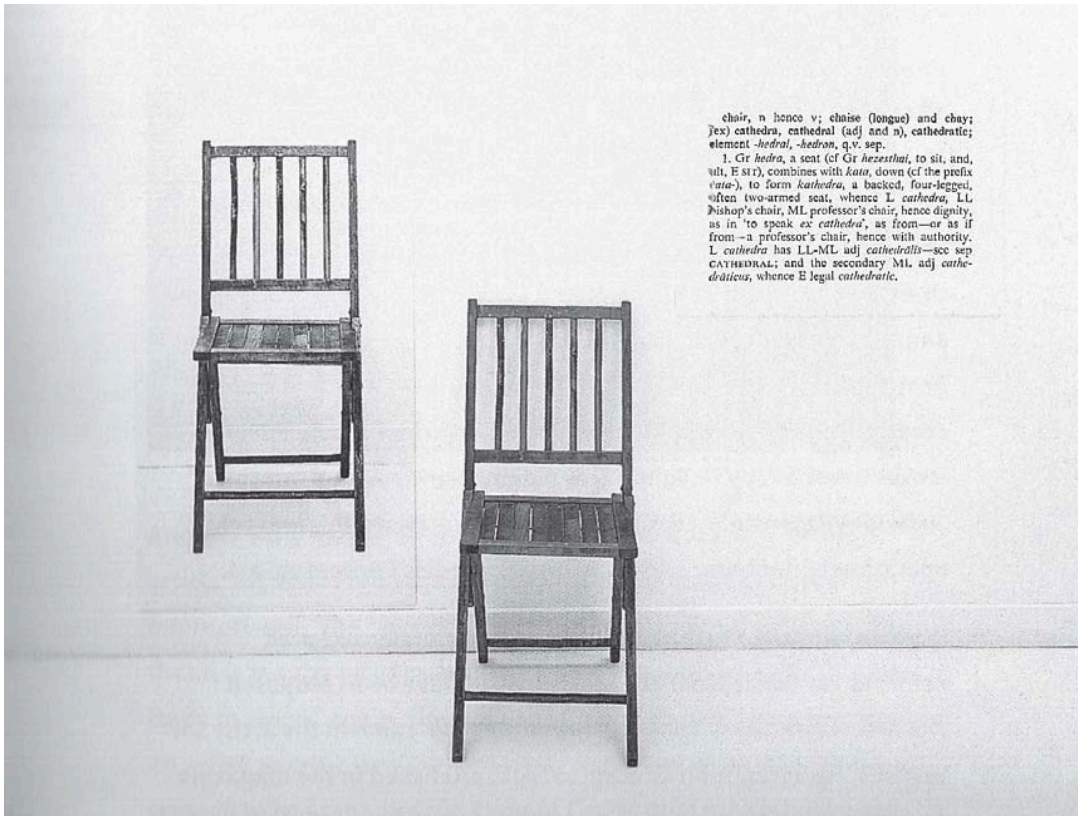 chair, n hence v; chaise (longue) and chay;
(ex) cathedra, cathedral (adj and n), cathedratic;
element -hedral, -hedron, q.v. sep.
1. Gr hedra, a seat (cf Gr hezesthai, to sit, and,
ult, E SIT), combines with kata, down (cf the prefix
cata-), to form kathedra, a backed, four-legged,
often two-armed seat, whence L cathedra, LL
bishop's chair, ML professor's chair, hence dignity,
as in 'to speak ex cathedra', as from—or as if
from—a professor's chair, hence with authority.
L cathedra has LL-ML adj cathedrālis—see sep
CATHEDRAL; and the secondary ML adj cathe-
drāticus, whence E legal cathedratic.